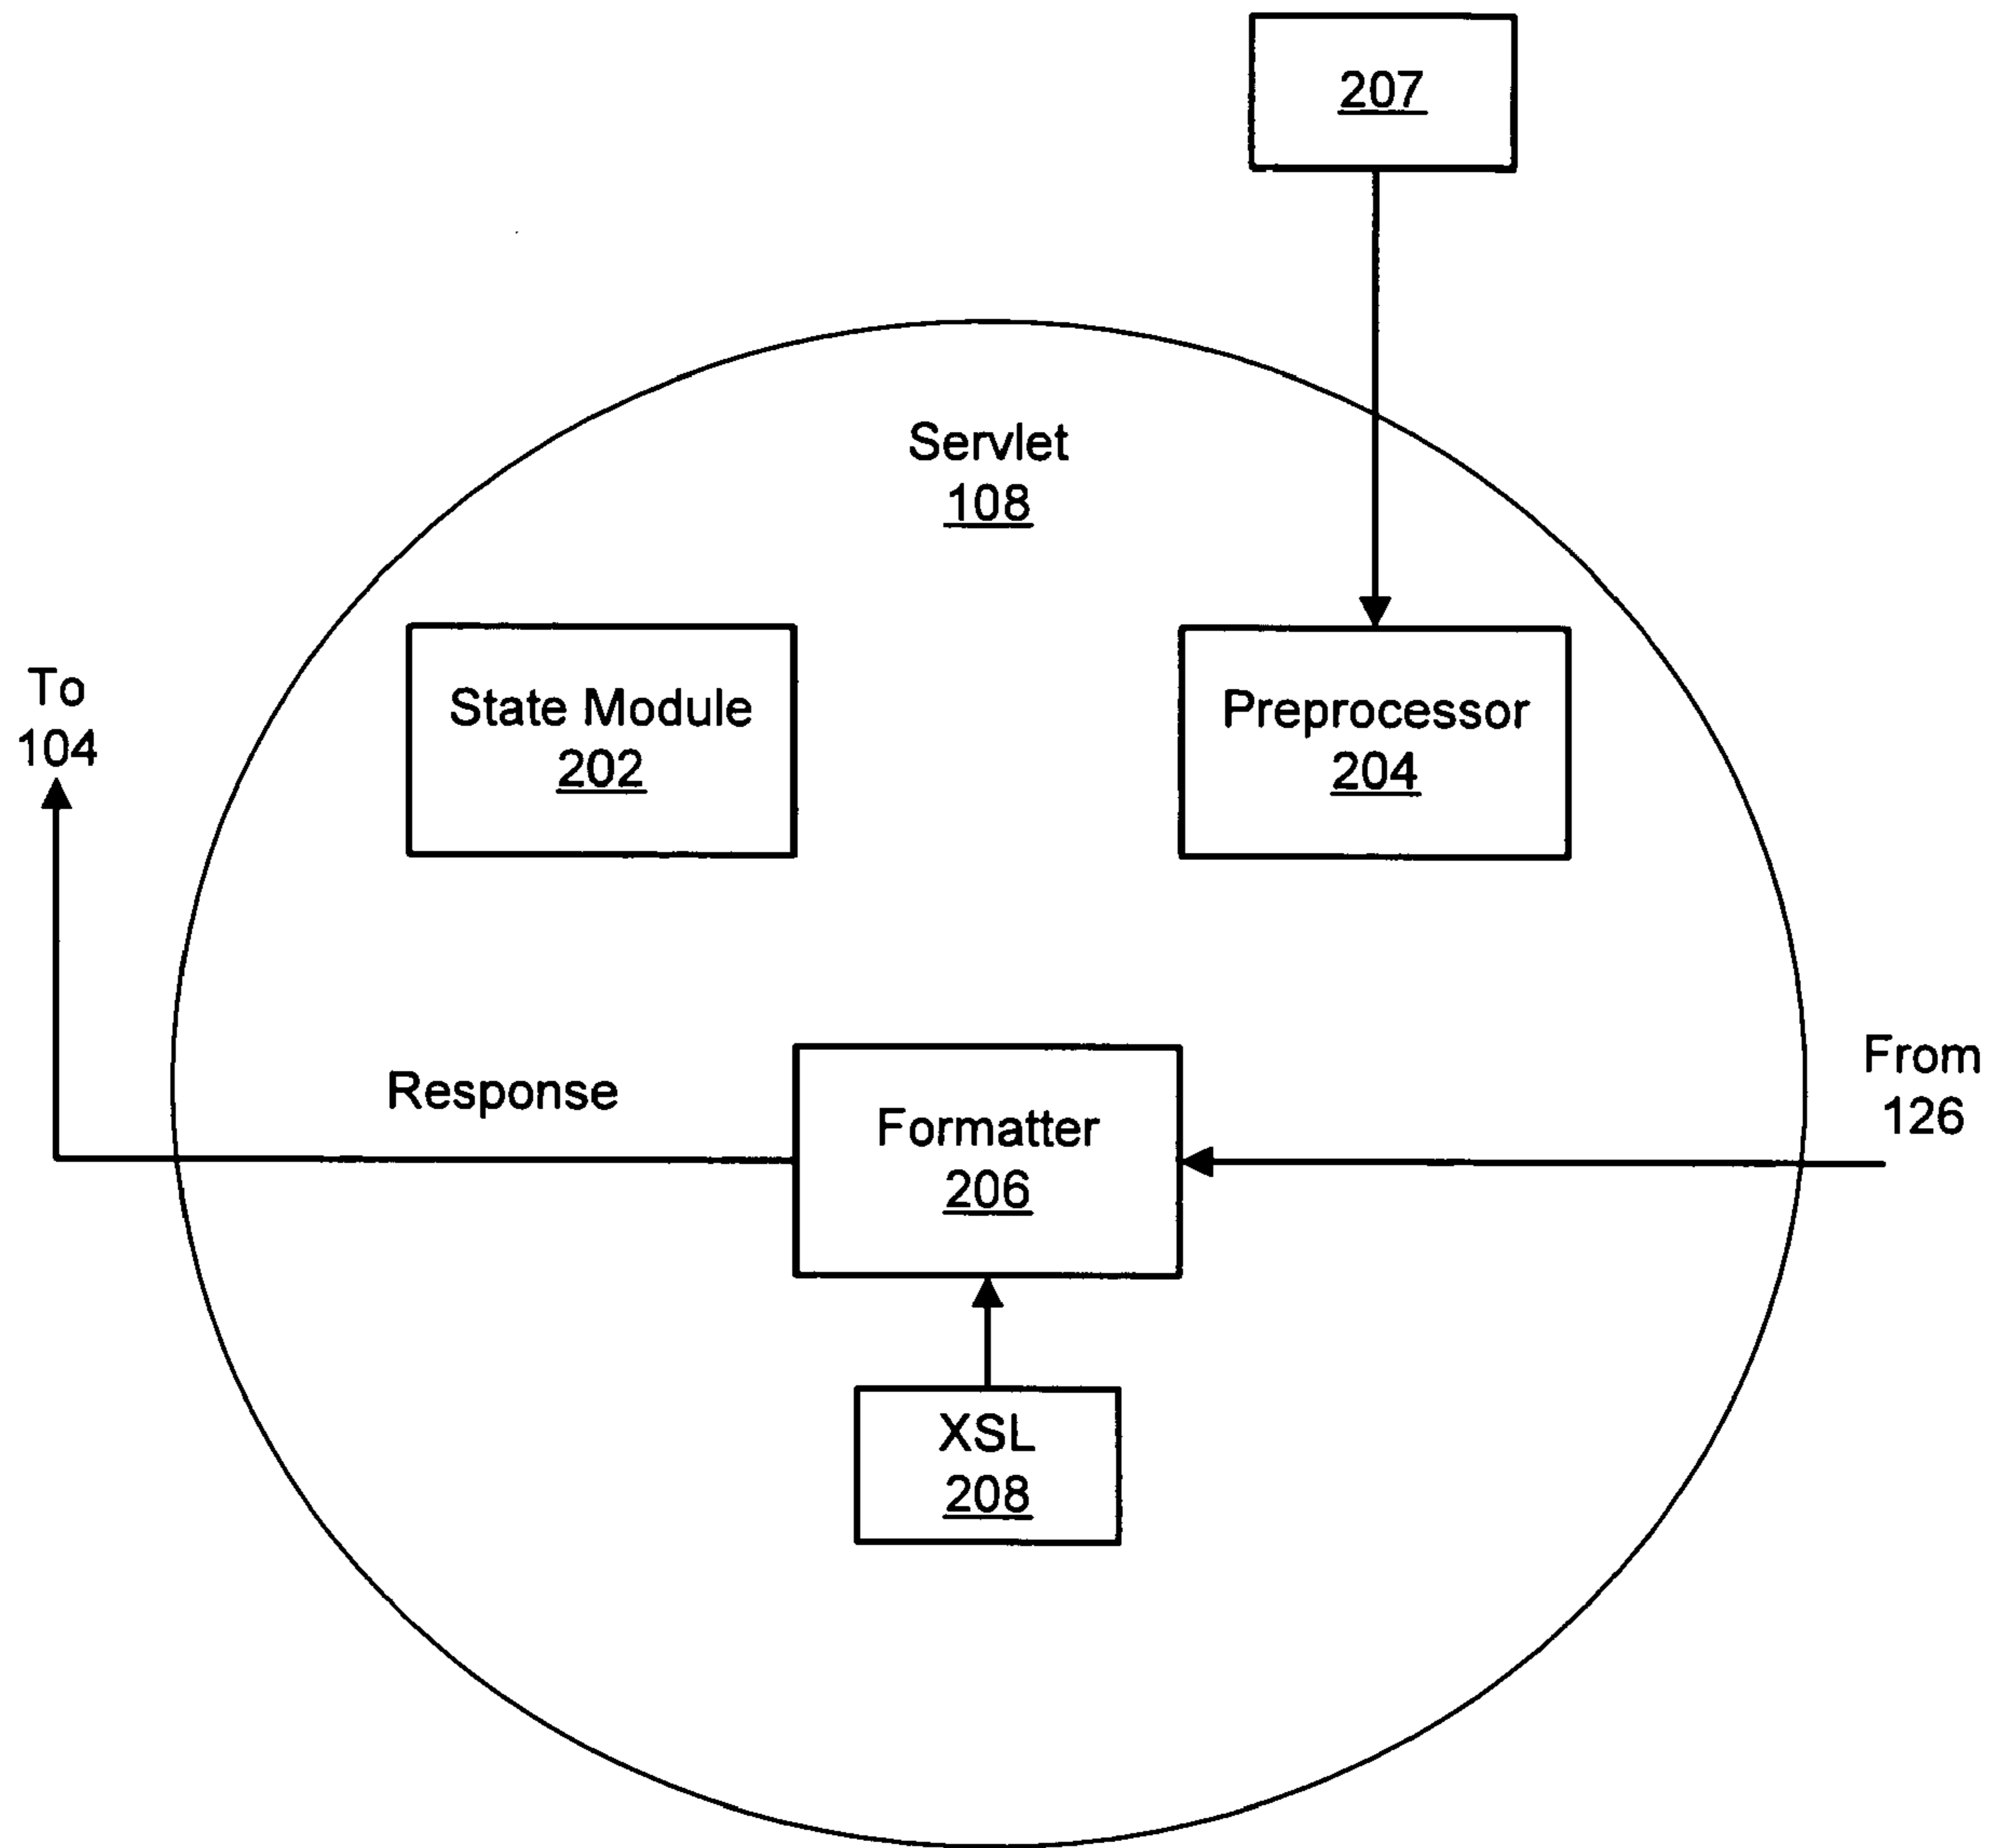 207
Servlet
108
State Module
202
Preprocessor
204
To
104
Response
Formatter
206
From
126
XSL
208